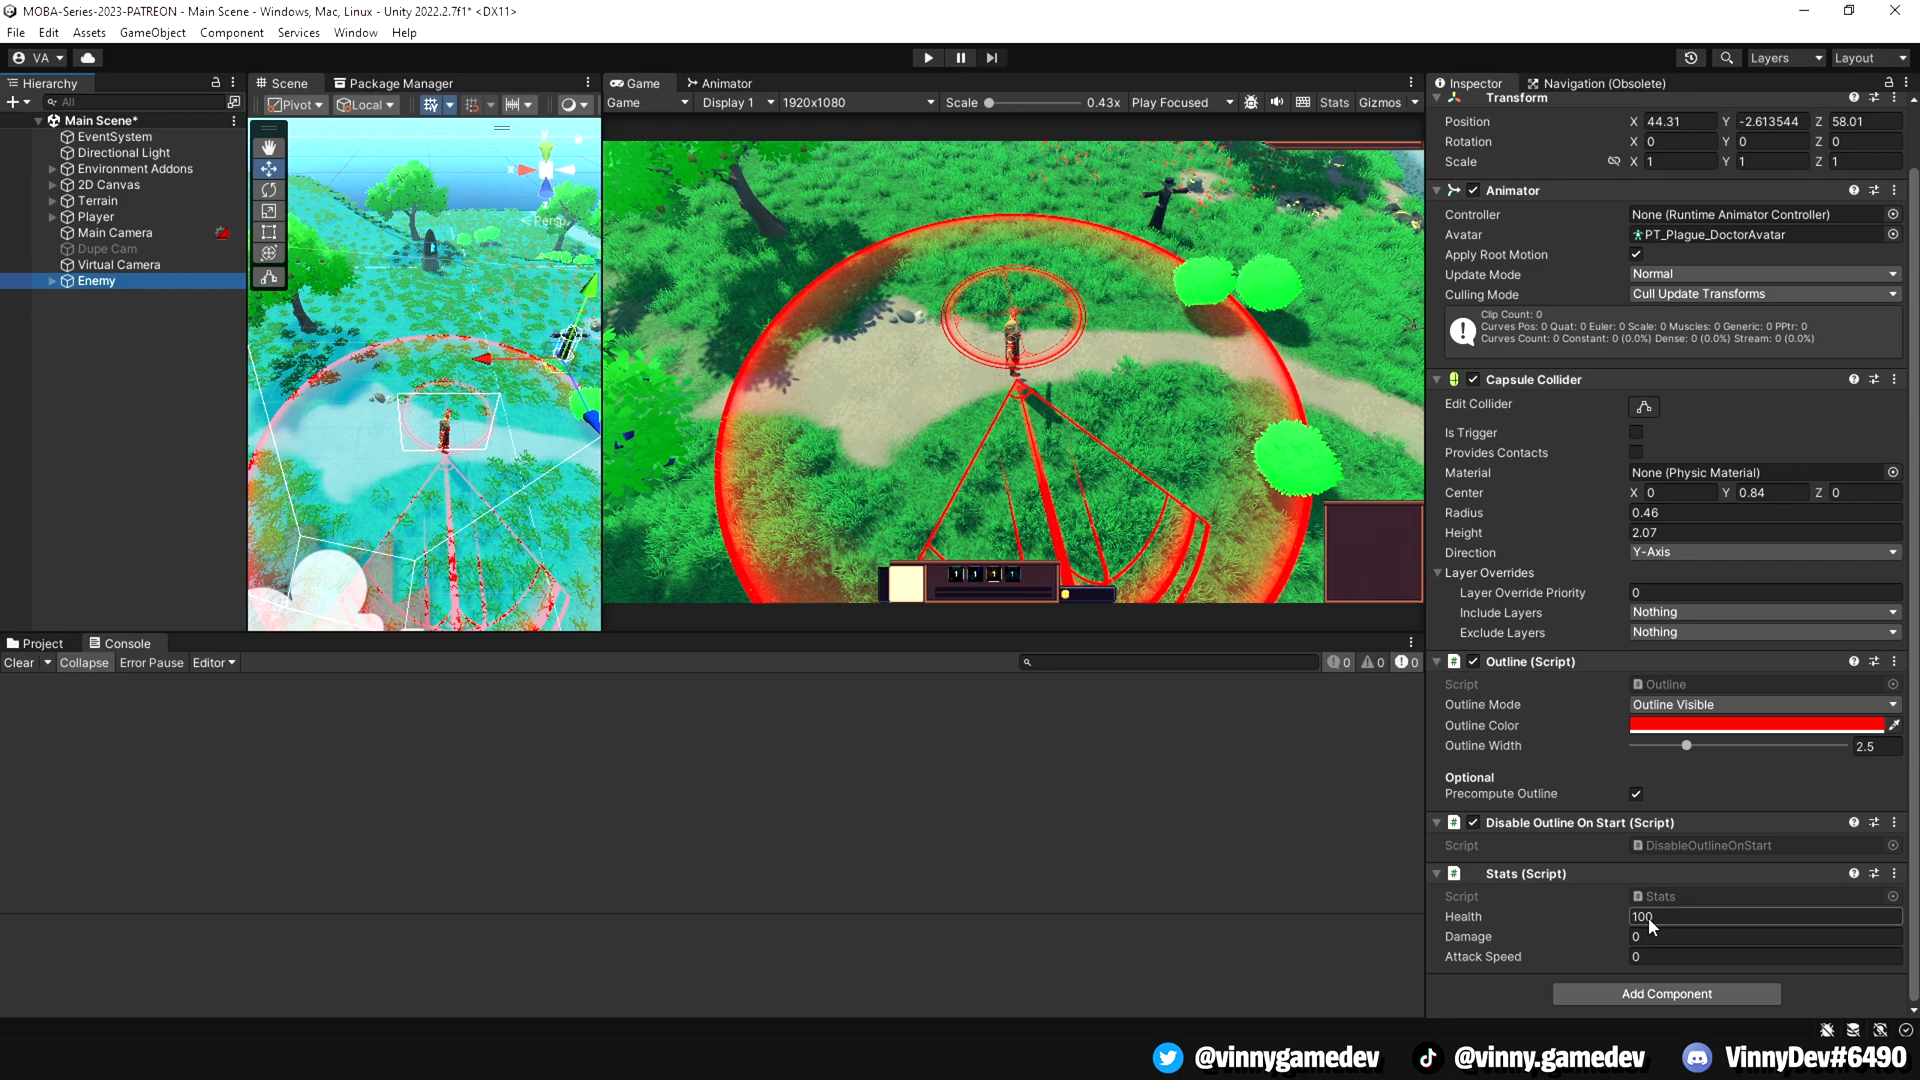 MOBA-Series-2023-PATREON - Main Scene - Windows, Mac, Linux - Unity 2022.2.7f1* <DX11>
File Edit Assets GameObject Component Services Window Help
VA Layers Layout
Hierarchy
All
Main Scene*
EventSystem
Directional Light
Environment Addons
2D Canvas
Terrain
Player
Main Camera
Dupe Cam
Virtual Camera
Enemy
Scene Package Manager
Pivot Local
x y z
< Persp
Game Animator
Game Display 1 1920x1080 Scale 0.43x Play Focused Stats Gizmos
1 1 1 1
Project Console
Clear Collapse Error Pause Editor
0 0 0
Inspector Navigation (Obsolete)
Transform
Position X 44.31 Y -2.613544 Z 58.01
Rotation X 0 Y 0 Z 0
Scale X 1 Y 1 Z 1
Animator
Controller None (Runtime Animator Controller)
Avatar PT_Plague_DoctorAvatar
Apply Root Motion
Update Mode Normal
Culling Mode Cull Update Transforms
Clip Count: 0
Curves Pos: 0 Quat: 0 Euler: 0 Scale: 0 Muscles: 0 Generic: 0 PPtr: 0
Curves Count: 0 Constant: 0 (0.0%) Dense: 0 (0.0%) Stream: 0 (0.0%)
Capsule Collider
Edit Collider
Is Trigger
Provides Contacts
Material None (Physic Material)
Center X 0 Y 0.84 Z 0
Radius 0.46
Height 2.07
Direction Y-Axis
Layer Overrides
Layer Override Priority 0
Include Layers Nothing
Exclude Layers Nothing
# Outline (Script)
Script Outline
Outline Mode Outline Visible
Outline Color
Outline Width 2.5
Optional
Precompute Outline
# Disable Outline On Start (Script)
Script DisableOutlineOnStart
# Stats (Script)
Script Stats
Health 100
Damage 0
Attack Speed 0
Add Component
@vinnygamedev @vinny.gamedev VinnyDev#6490